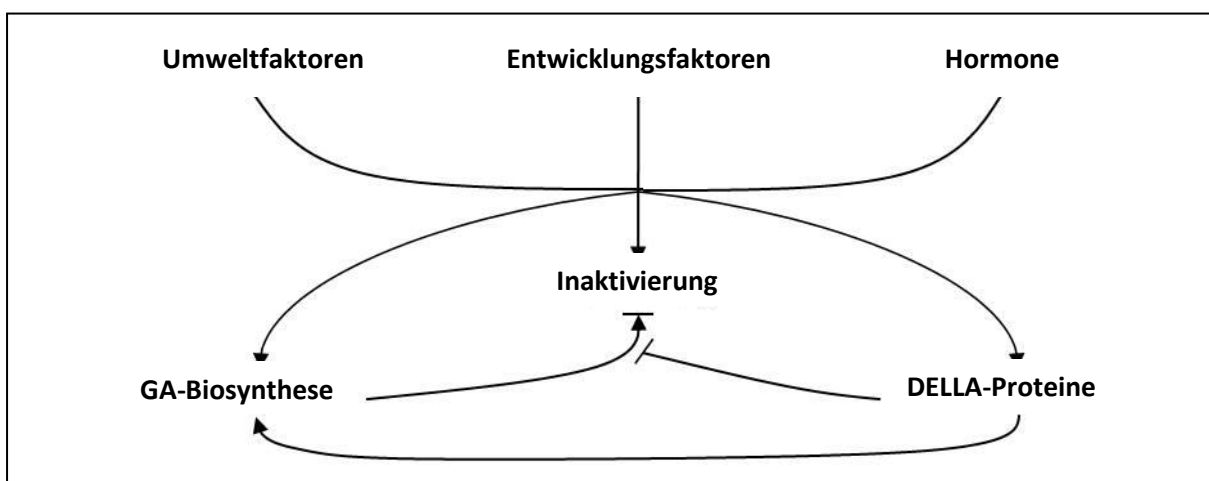 Umweltfaktoren Entwicklungsfaktoren Hormone
Inaktivierung
GA-Biosynthese DELLA-Proteine